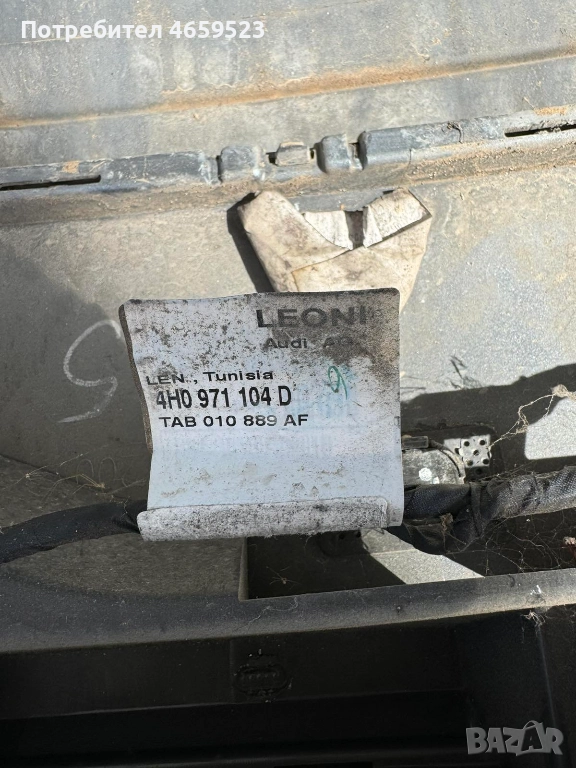 Потребител 4659523
LEONI
Audi AG
LEN., Tunisia
4H0 971 104 D
TAB 010 889 AF
BAZAR